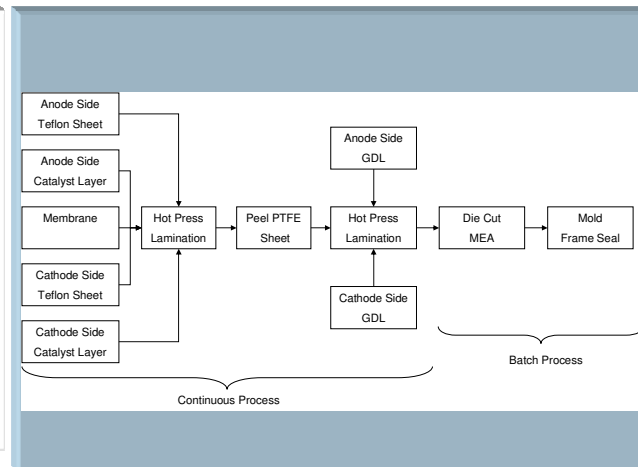 Anode Side
Teflon Sheet
Anode Side
Catalyst Layer
Membrane
Cathode Side
Teflon Sheet
Cathode Side
Catalyst Layer
Hot Press
Lamination
Peel PTFE
Sheet
Anode Side
GDL
Hot Press
Lamination
Cathode Side
GDL
Die Cut
MEA
Mold
Frame Seal
Continuous Process
Batch Process